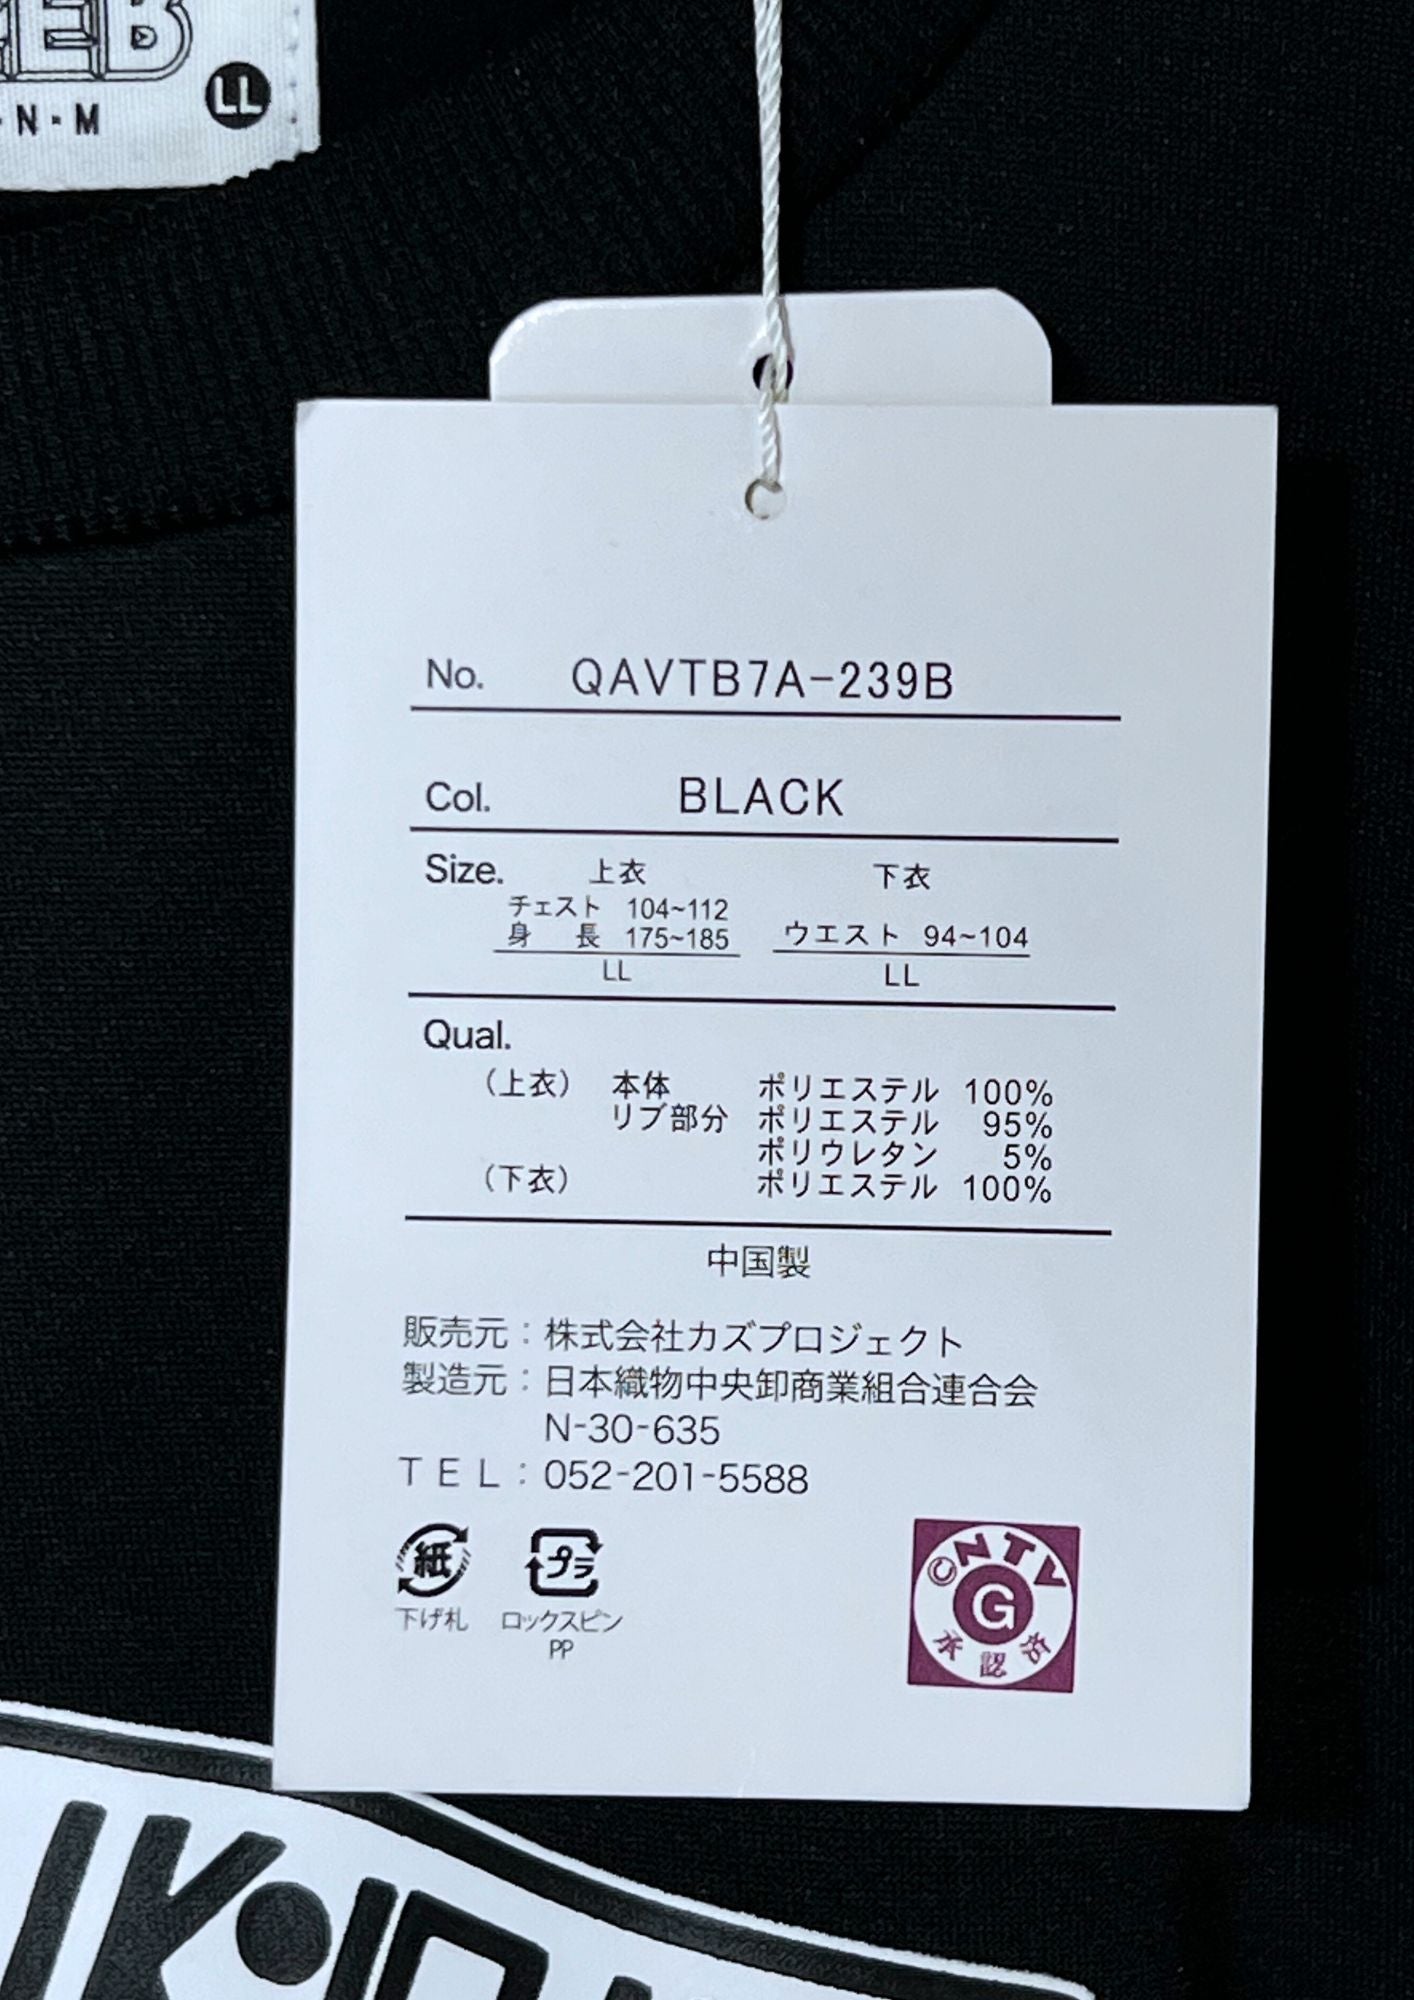 LL
N・M
No. QAVTB7A-239B
Col. BLACK
Size. 上衣 下衣
チェスト 104~112
身 長 175~185 ウエスト 94~104
LL LL
Qual.
(上衣) 本体 ポリエステル 100%
リブ部分 ポリエステル 95%
ポリウレタン 5%
(下衣) ポリエステル 100%
中国製
販売元：株式会社カズプロジェクト
製造元：日本織物中央卸商業組合連合会
N-30-635
TEL：052-201-5588
紙 プラ
下げ札 ロックスピン
PP
©NTV
G
承認済